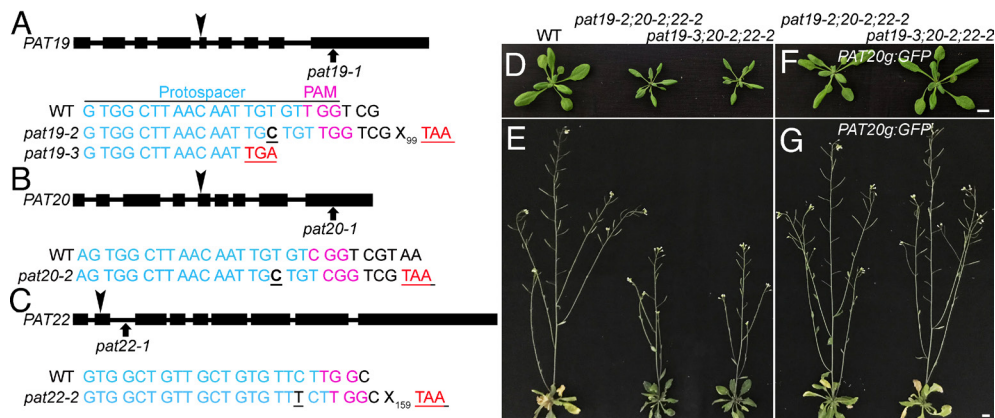 A
PAT19
pat19-1
Protospacer PAM
WT G TGG CTT AAC AAT TGT GTT GGT CG
pat19-2 G TGG CTT AAC AAT TGC TGT TGG TCG X99 TAA
pat19-3 G TGG CTT AAC AAT TGA
B
PAT20
pat20-1
WT AG TGG CTT AAC AAT TGT GTC GGT CGT AA
pat20-2 AG TGG CTT AAC AAT TGC TGT CGG TCG TAA
C
PAT22
pat22-1
WT GTG GCT GTT GCT GTG TTC TTG GC
pat22-2 GTG GCT GTT GCT GTG TTT CTT GGC X159 TAA
pat19-2;20-2;22-2
WT pat19-3;20-2;22-2
pat19-2;20-2;22-2
pat19-3;20-2;22-2
D
F PAT20g:GFP
E
G PAT20g:GFP